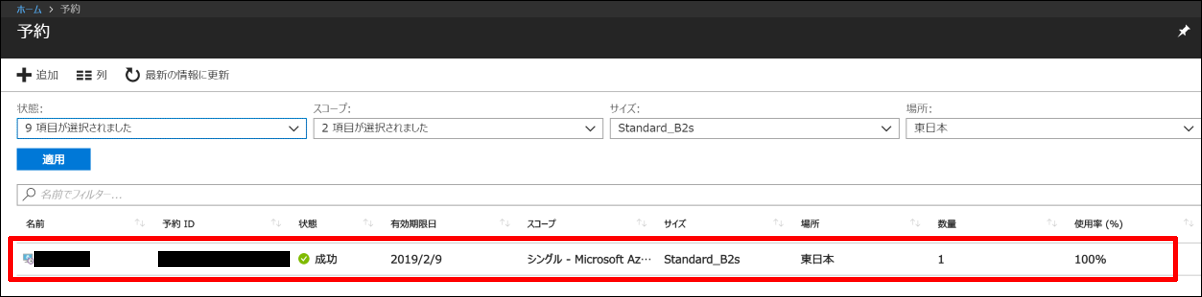 ホーム > 予約
予約
追加 列 最新の情報に更新
状態: スコープ: サイズ: 場所:
9 項目が選択されました 2 項目が選択されました Standard_B2s 東日本
適用
名前でフィルター...
名前 予約 ID 状態 有効期限日 スコープ サイズ 場所 数量 使用率 (%)
成功 2019/2/9 シングル - Microsoft Az… Standard_B2s 東日本 1 100%